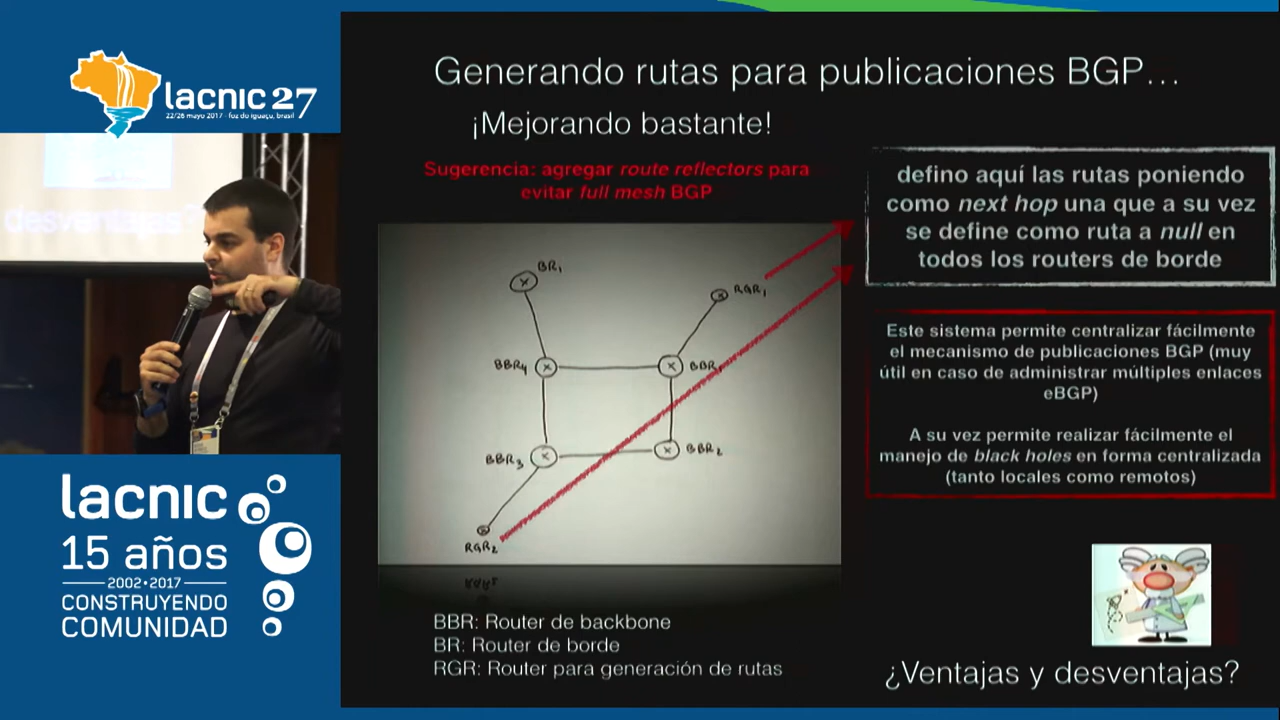 lacnic 27
22/26 mayo 2017 - foz do iguaçu, brasil
desventajas?
lacnic
15 años
2002•2017
CONSTRUYENDO
COMUNIDAD
Generando rutas para publicaciones BGP...
¡Mejorando bastante!
Sugerencia: agregar route reflectors para
evitar full mesh BGP
defino aquí las rutas poniendo
como next hop una que a su vez
se define como ruta a null en
todos los routers de borde
BR1
RGR1
BBR4
BBR1
BBR3
BBR2
RGR2
Este sistema permite centralizar fácilmente
el mecanismo de publicaciones BGP (muy
útil en caso de administrar múltiples enlaces
eBGP)
A su vez permite realizar fácilmente el
manejo de black holes en forma centralizada
(tanto locales como remotos)
BBR: Router de backbone
BR: Router de borde
RGR: Router para generación de rutas
¿Ventajas y desventajas?